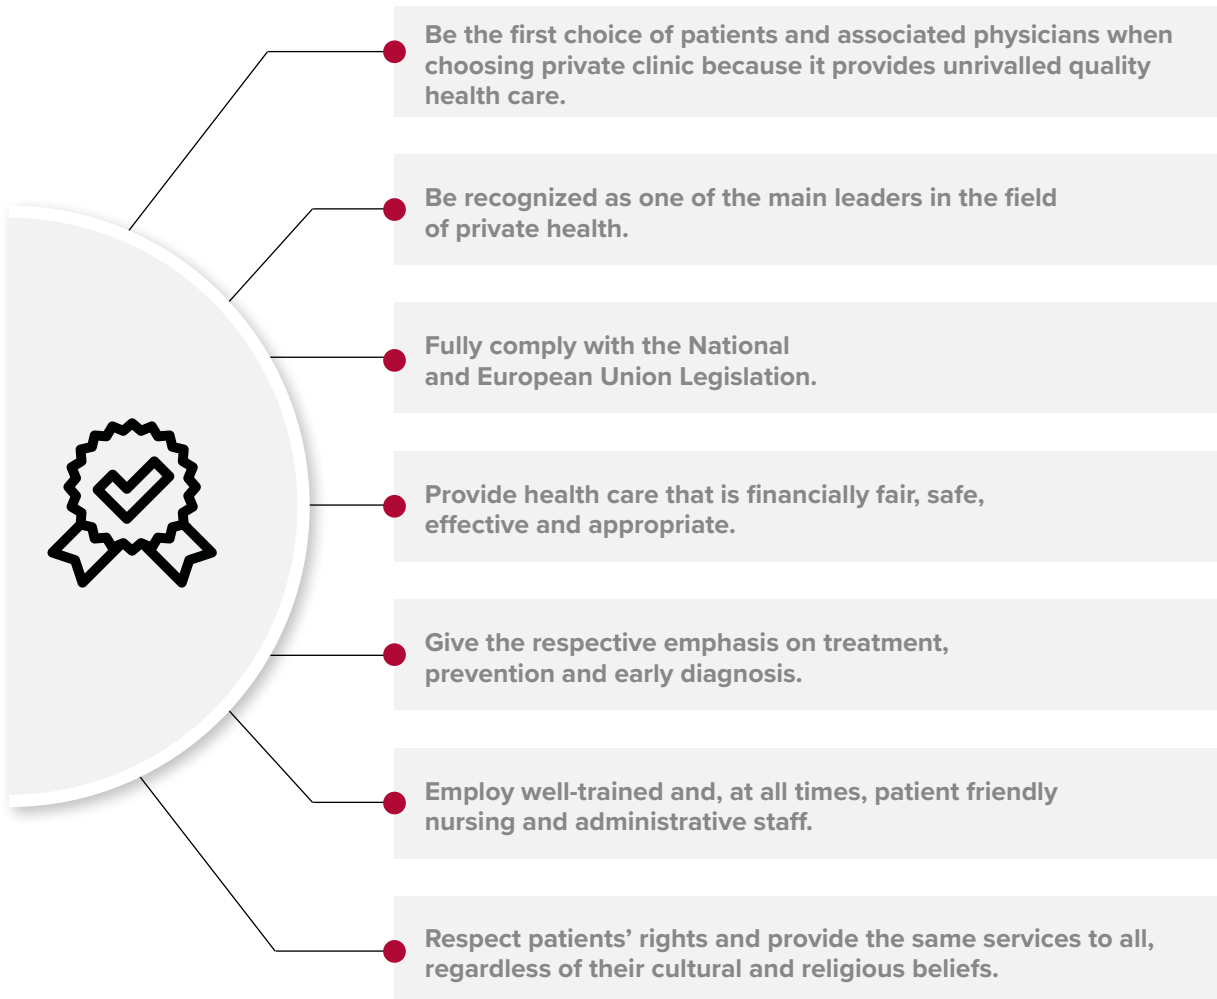 Be the first choice of patients and associated physicians when
choosing private clinic because it provides unrivalled quality
health care.
Be recognized as one of the main leaders in the field
of private health.
Fully comply with the National
and European Union Legislation.
Provide health care that is financially fair, safe,
effective and appropriate.
Give the respective emphasis on treatment,
prevention and early diagnosis.
Employ well-trained and, at all times, patient friendly
nursing and administrative staff.
Respect patients’ rights and provide the same services to all,
regardless of their cultural and religious beliefs.